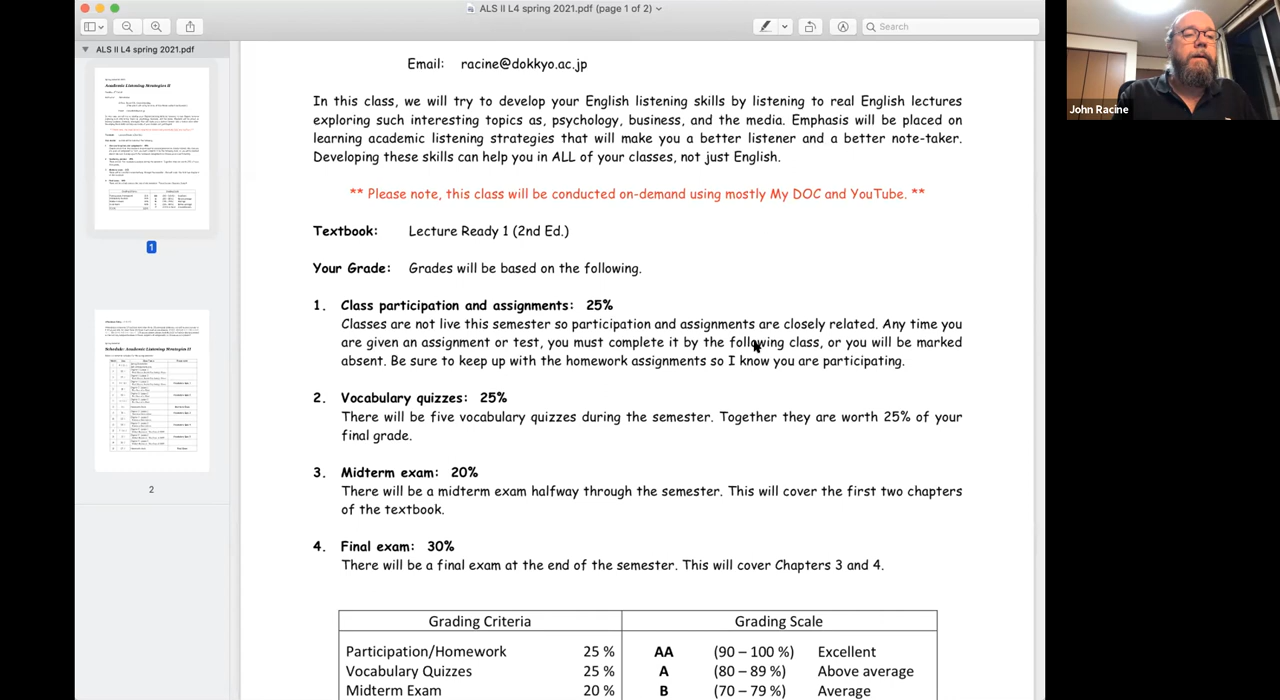 ALS II L4 spring 2021.pdf (page 1 of 2)
Search
ALS II L4 spring 2021.pdf
1
2
Email: racine@dokkyo.ac.jp
In this class, we will try to develop your English listening skills by listening to real English lectures
exploring such interesting topics as psychology, business, and the media. Emphasis will be placed on
learning academic listening strategies that will make you a better listener and a better note-taker.
Developing these skills can help you in ALL of your classes, not just English.
** Please note, this class will be conducted on-demand using mostly My DOC and YouTube. **
Textbook: Lecture Ready 1 (2nd Ed.)
Your Grade: Grades will be based on the following.
1. Class participation and assignments: 25%
Classes are not live this semester so participation and assignments are closely related. Any time you
are given an assignment or test, you must complete it by the following class, or you will be marked
absent. Be sure to keep up with the homework assignments so I know you are participating.
2. Vocabulary quizzes: 25%
There will be five vocabulary quizzes during the semester. Together they are worth 25% of your
final grade.
3. Midterm exam: 20%
There will be a midterm exam halfway through the semester. This will cover the first two chapters
of the textbook.
4. Final exam: 30%
There will be a final exam at the end of the semester. This will cover Chapters 3 and 4.
Grading Criteria Grading Scale
Participation/Homework 25 % AA (90 – 100 %) Excellent
Vocabulary Quizzes 25 % A (80 – 89 %) Above average
Midterm Exam 20 % B (70 – 79 %) Average
John Racine